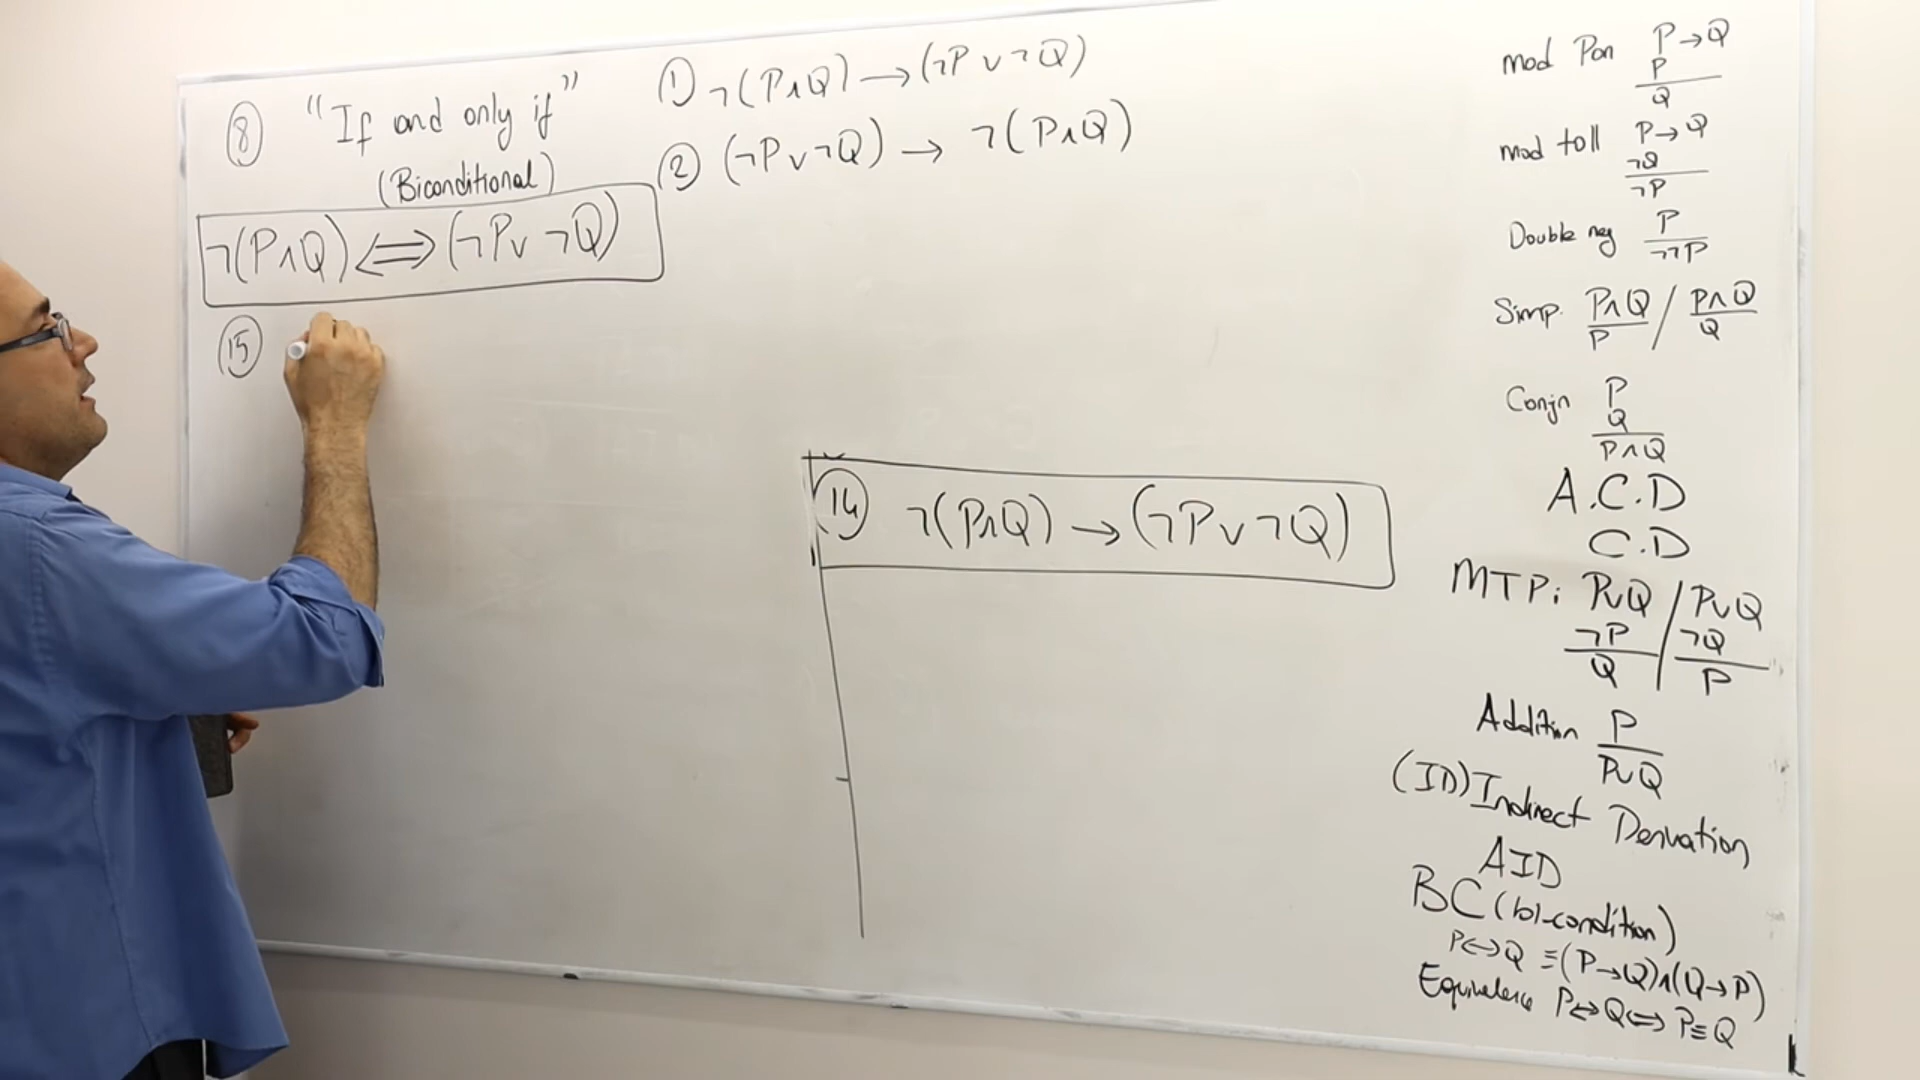 ⑧ "If and only if"
(Biconditional)
¬(P∧Q) ⟺ (¬P∨ ¬Q)
① ¬(P∧Q) → (¬P ∨ ¬Q)
② (¬P∨¬Q) → ¬(P∧Q)
⑮
⑭ ¬(P∧Q) → (¬P∨¬Q)
mod Pon P→Q
P
Q
mod toll P→Q
¬Q
¬P
Double neg P
¬¬P
Simp. P∧Q / P∧Q
P Q
Conjn P
Q
P∧Q
A.C.D
C.D
MTP: P∨Q / P∨Q
¬P ¬Q
Q P
Addition P
P∨Q
(ID) Indirect Derivation
AID
BC (bi-condition)
P↔Q ≡ (P→Q)∧(Q→P)
Equivalence P⇔Q ⟺ P≡Q